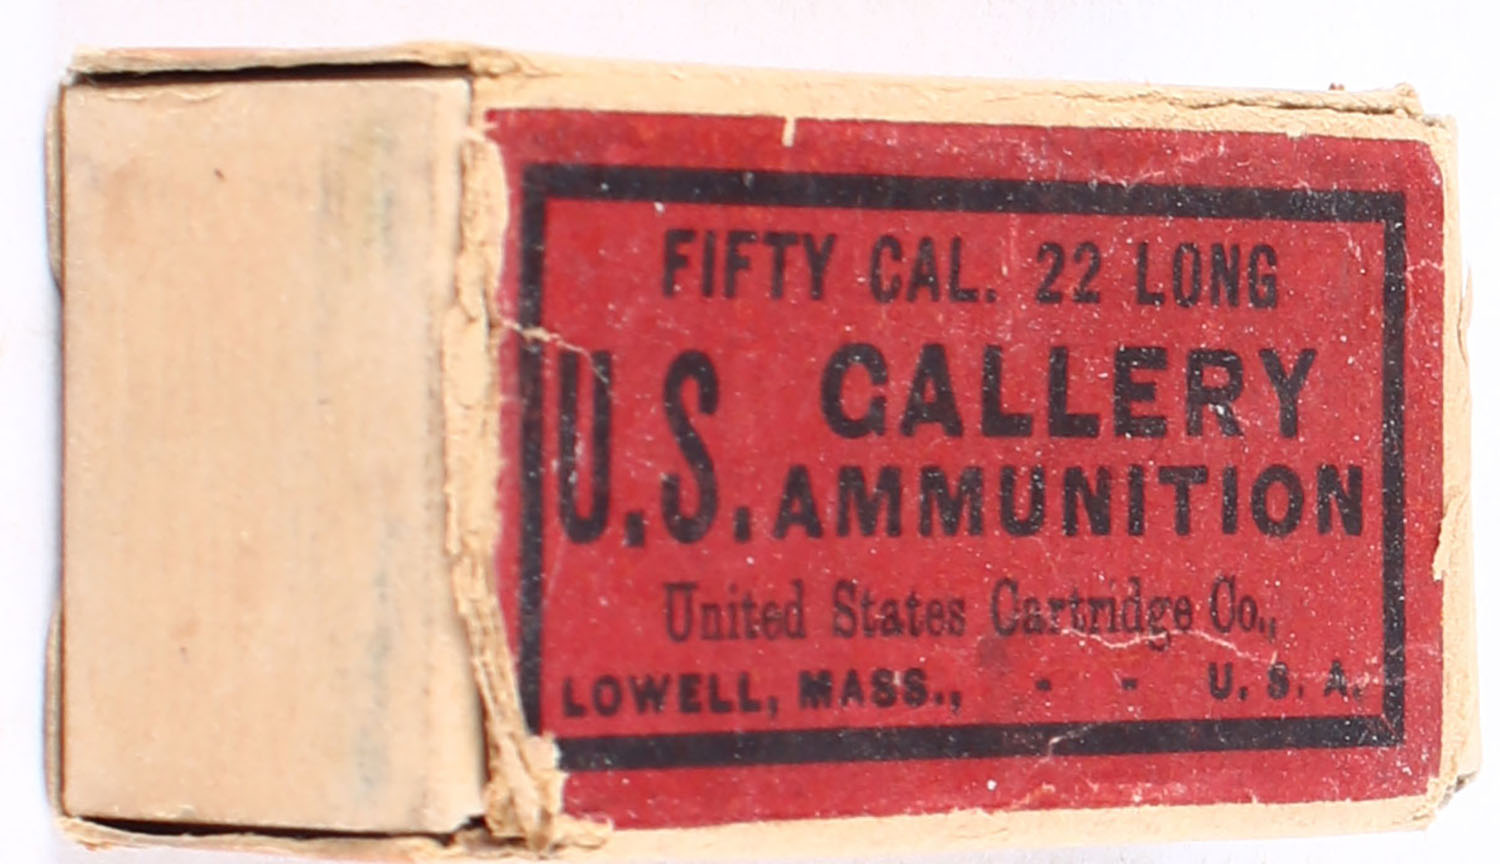 FIFTY CAL. 22 LONG
U.S. GALLERY
AMMUNITION
United States Cartridge Co.,
LOWELL, MASS., - - U. S. A.